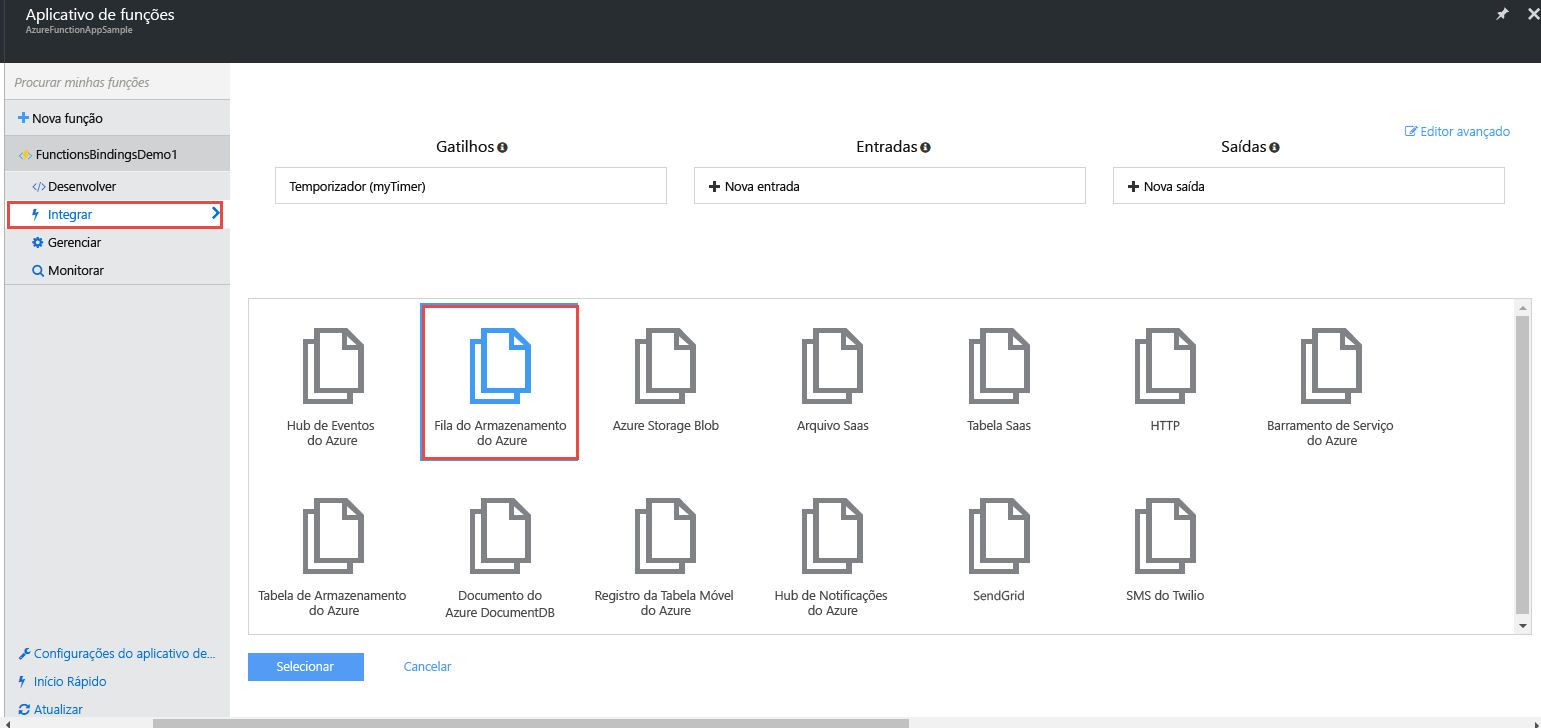 Aplicativo de funções
AzureFunctionAppSample
Procurar minhas funções
Nova função
FunctionsBindingsDemo1
Desenvolver
Integrar
Gerenciar
Monitorar
Configurações do aplicativo de...
Início Rápido
Atualizar
Editor avançado
Gatilhos
Entradas
Saídas
Temporizador (myTimer)
Nova entrada
Nova saída
Hub de Eventos
do Azure
Fila do Armazenamento
do Azure
Azure Storage Blob
Arquivo Saas
Tabela Saas
HTTP
Barramento de Serviço
do Azure
Tabela de Armazenamento
do Azure
Documento do
Azure DocumentDB
Registro da Tabela Móvel
do Azure
Hub de Notificações
do Azure
SendGrid
SMS do Twilio
Selecionar
Cancelar